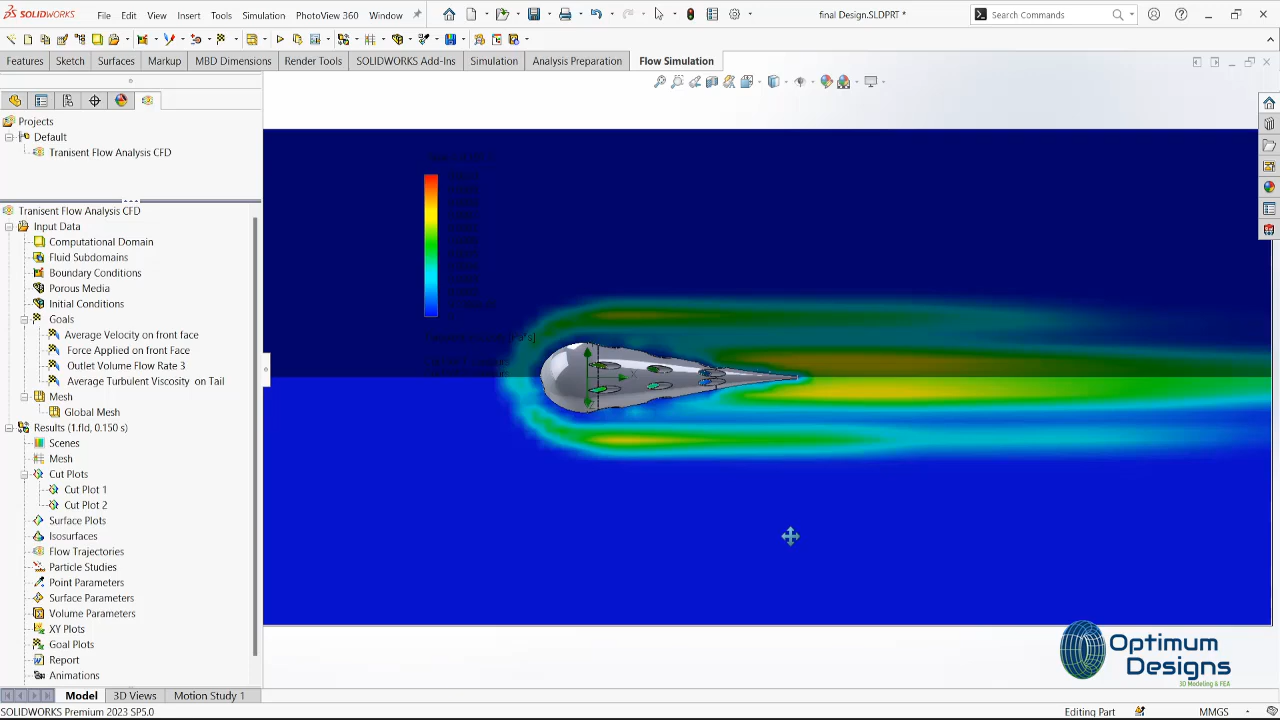 SOLIDWORKS File Edit View Insert Tools Simulation PhotoView 360 Window final Design.SLDPRT * Search Commands
Features Sketch Surfaces Markup MBD Dimensions Render Tools SOLIDWORKS Add-Ins Simulation Analysis Preparation Flow Simulation
Projects
Default
Transisent Flow Analysis CFD
Transisent Flow Analysis CFD
Input Data
Computational Domain
Fluid Subdomains
Boundary Conditions
Porous Media
Initial Conditions
Goals
Average Velocity on front face
Force Applied on front Face
Outlet Volume Flow Rate 3
Average Turbulent Viscosity on Tail
Mesh
Global Mesh
Results (1.fld, 0.150 s)
Scenes
Mesh
Cut Plots
Cut Plot 1
Cut Plot 2
Surface Plots
Isosurfaces
Flow Trajectories
Particle Studies
Point Parameters
Surface Parameters
Volume Parameters
XY Plots
Goal Plots
Report
Animations
Optimum
Designs
3D Modeling & FEA
Model 3D Views Motion Study 1
SOLIDWORKS Premium 2023 SP5.0 Editing Part MMGS